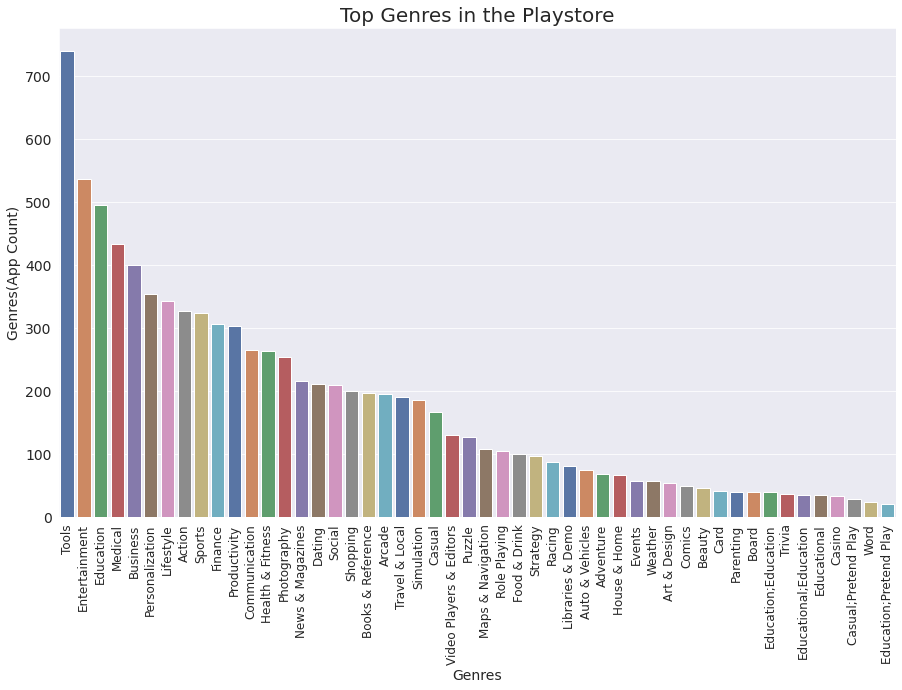 Top Genres in the Playstore
Genres(App Count)
700
600
500
400
300
200
100
0
Tools
Entertainment
Education
Medical
Business
Personalization
Lifestyle
Action
Sports
Finance
Productivity
Communication
Health & Fitness
Photography
News & Magazines
Dating
Social
Shopping
Books & Reference
Arcade
Travel & Local
Simulation
Casual
Video Players & Editors
Puzzle
Maps & Navigation
Role Playing
Food & Drink
Strategy
Racing
Libraries & Demo
Auto & Vehicles
Adventure
House & Home
Events
Weather
Art & Design
Comics
Beauty
Card
Parenting
Board
Education;Education
Trivia
Educational;Education
Educational
Casino
Casual;Pretend Play
Word
Education;Pretend Play
Genres